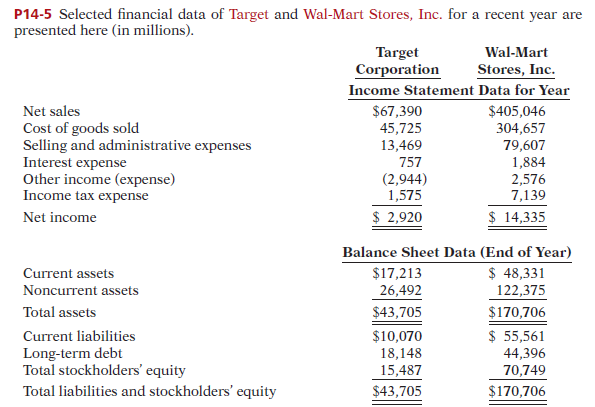 P14-5 Selected financial data of Target and Wal-Mart Stores, Inc. for a recent year are
presented here (in millions).
Target Wal-Mart
Corporation Stores, Inc.
Income Statement Data for Year
Net sales $67,390 $405,046
Cost of goods sold 45,725 304,657
Selling and administrative expenses 13,469 79,607
Interest expense 757 1,884
Other income (expense) (2,944) 2,576
Income tax expense 1,575 7,139
Net income $ 2,920 $ 14,335
Balance Sheet Data (End of Year)
Current assets $17,213 $ 48,331
Noncurrent assets 26,492 122,375
Total assets $43,705 $170,706
Current liabilities $10,070 $ 55,561
Long-term debt 18,148 44,396
Total stockholders' equity 15,487 70,749
Total liabilities and stockholders' equity $43,705 $170,706